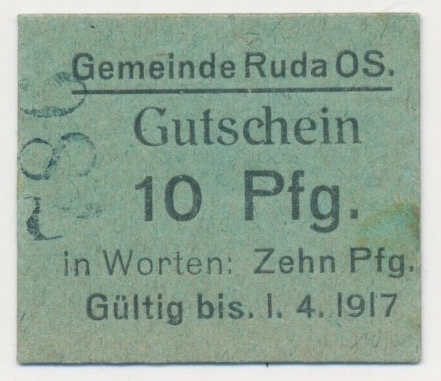 Gemeinde Ruda OS.
Gutschein
10 Pfg.
in Worten: Zehn Pfg.
Gültig bis. 1. 4. 1917